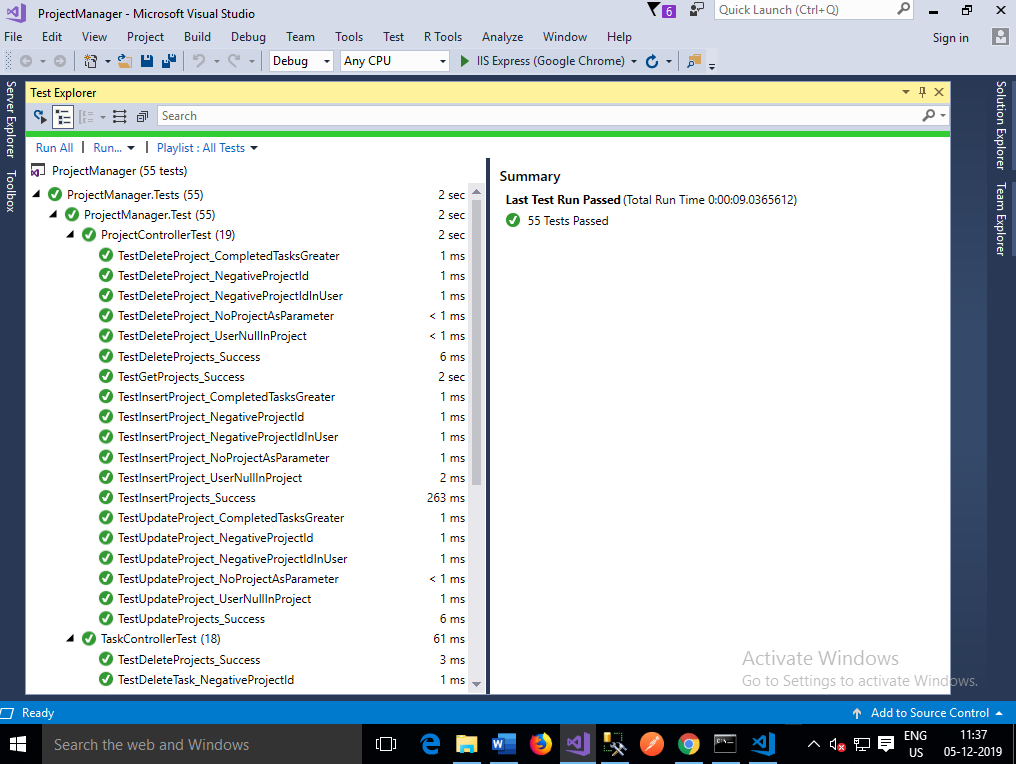 ProjectManager - Microsoft Visual Studio
6
Quick Launch (Ctrl+Q)
File Edit View Project Build Debug Team Tools Test R Tools Analyze Window Help
Sign in
Debug Any CPU IIS Express (Google Chrome)
Server Explorer
Toolbox
Solution Explorer
Team Explorer
Test Explorer
Search
Run All | Run... | Playlist : All Tests
ProjectManager (55 tests)
ProjectManager.Tests (55) 2 sec
ProjectManager.Test (55) 2 sec
ProjectControllerTest (19) 2 sec
TestDeleteProject_CompletedTasksGreater 1 ms
TestDeleteProject_NegativeProjectId 1 ms
TestDeleteProject_NegativeProjectIdInUser 1 ms
TestDeleteProject_NoProjectAsParameter < 1 ms
TestDeleteProject_UserNullInProject < 1 ms
TestDeleteProjects_Success 6 ms
TestGetProjects_Success 2 sec
TestInsertProject_CompletedTasksGreater 1 ms
TestInsertProject_NegativeProjectId 1 ms
TestInsertProject_NegativeProjectIdInUser 1 ms
TestInsertProject_NoProjectAsParameter 1 ms
TestInsertProject_UserNullInProject 2 ms
TestInsertProjects_Success 263 ms
TestUpdateProject_CompletedTasksGreater 1 ms
TestUpdateProject_NegativeProjectId 1 ms
TestUpdateProject_NegativeProjectIdInUser 1 ms
TestUpdateProject_NoProjectAsParameter < 1 ms
TestUpdateProject_UserNullInProject 1 ms
TestUpdateProjects_Success 6 ms
TaskControllerTest (18) 61 ms
TestDeleteProjects_Success 3 ms
TestDeleteTask_NegativeProjectId 1 ms
Summary
Last Test Run Passed (Total Run Time 0:00:09.0365612)
55 Tests Passed
Activate Windows
Go to Settings to activate Windows.
Ready
Add to Source Control
Search the web and Windows
ENG
US
11:37
05-12-2019